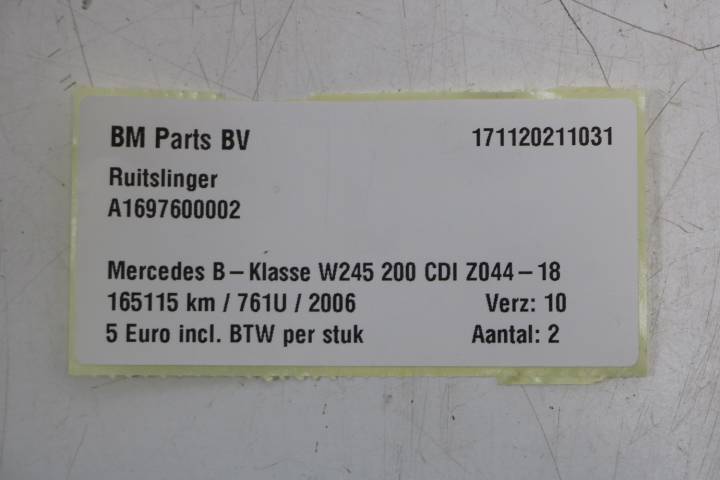 BM Parts BV 171120211031
Ruitslinger
A1697600002
Mercedes B-Klasse W245 200 CDI Z044-18
165115 km / 761U / 2006 Verz: 10
5 Euro incl. BTW per stuk Aantal: 2